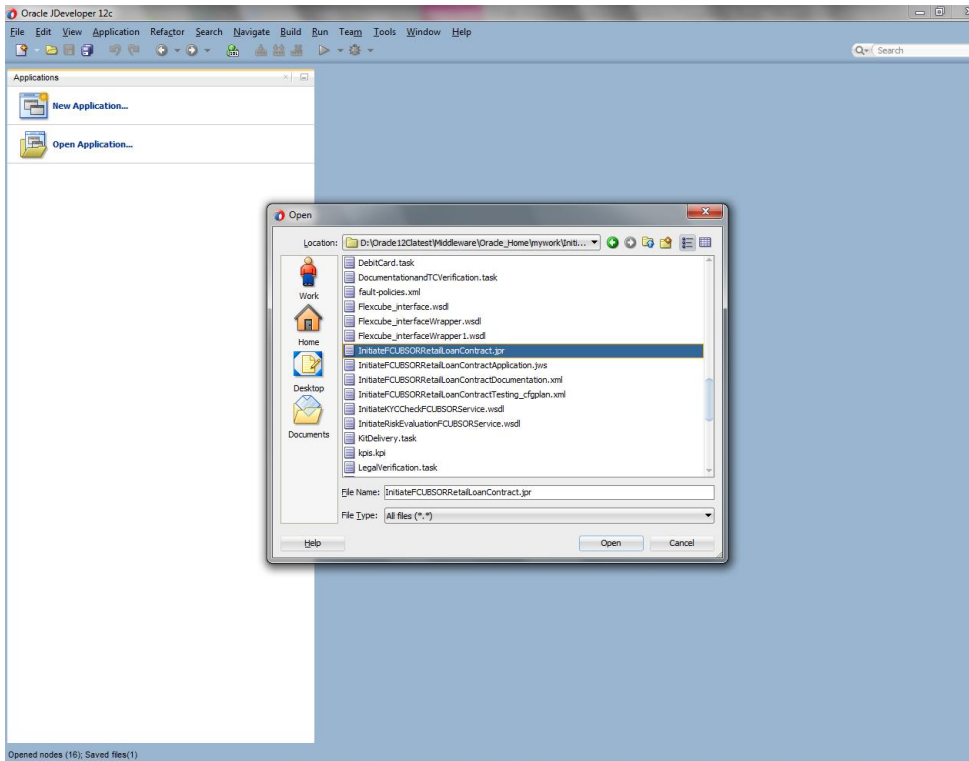 Oracle JDeveloper 12c
File Edit View Application Refactor Search Navigate Build Run Team Tools Window Help
Search
Applications
New Application...
Open Application...
Open
Location: D:\Oracle12Clatest\Middleware\Oracle_Home\mywork\Initi...
Work
Home
Desktop
Documents
DebitCard.task
DocumentationandTCVerification.task
fault-policies.xml
Flexcube_interface.wsdl
Flexcube_interfaceWrapper.wsdl
Flexcube_interfaceWrapper1.wsdl
InitiateFCUBSORRetailLoanContract.jpr
InitiateFCUBSORRetailLoanContractApplication.jws
InitiateFCUBSORRetailLoanContractDocumentation.xml
InitiateFCUBSORRetailLoanContractTesting_cfgplan.xml
InitiateKYCCheckFCUBSORService.wsdl
InitiateRiskEvaluationFCUBSORService.wsdl
KitDelivery.task
kpis.kpi
LegalVerification.task
File Name: InitiateFCUBSORRetailLoanContract.jpr
File Type: All files (*.*)
Help Open Cancel
Opened nodes (16); Saved files(1)